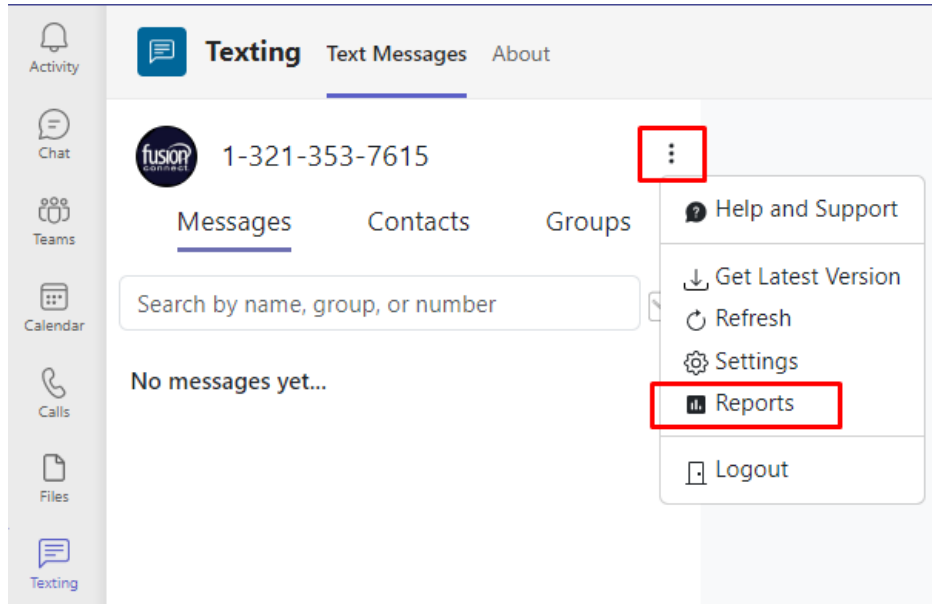 Activity
Chat
Teams
Calendar
Calls
Files
Texting
Texting Text Messages About
fusion
connect
1-321-353-7615
Messages Contacts Groups
Search by name, group, or number
No messages yet...
Help and Support
Get Latest Version
Refresh
Settings
Reports
Logout